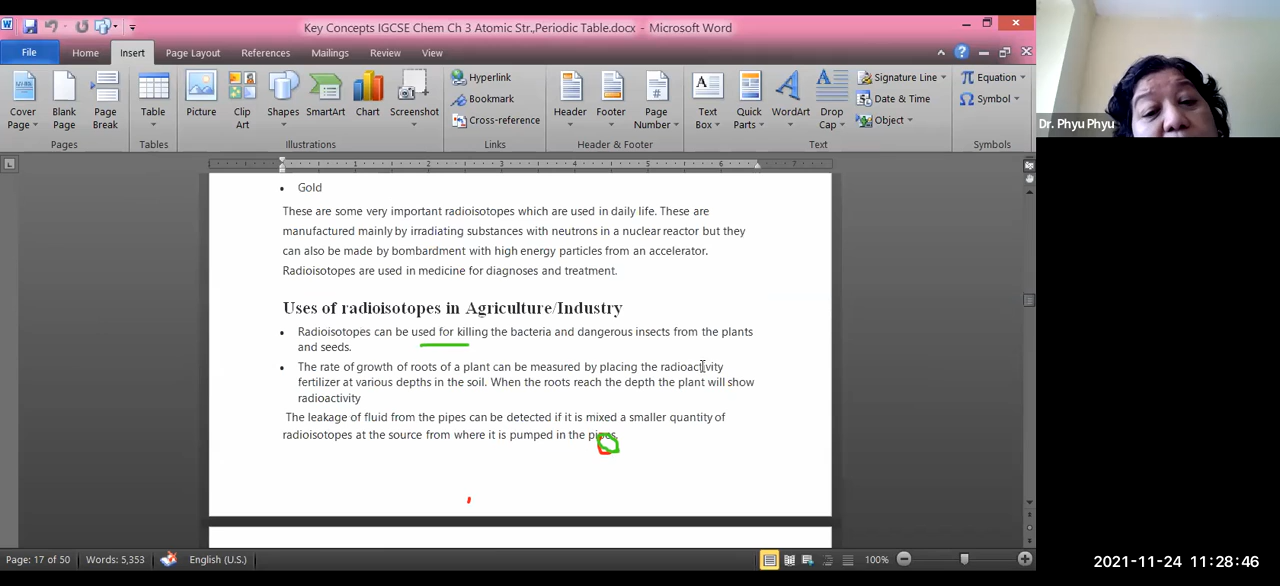 Key Concepts IGCSE Chem Ch 3 Atomic Str.,Periodic Table.docx - Microsoft Word
File Home Insert Page Layout References Mailings Review View
Cover Page
Blank Page
Page Break
Pages
Table
Tables
Picture
Clip Art
Shapes
SmartArt
Chart
Screenshot
Illustrations
Hyperlink
Bookmark
Cross-reference
Links
Header
Footer
Page Number
Header & Footer
Text Box
Quick Parts
WordArt
Drop Cap
Signature Line
Date & Time
Object
Text
Equation
Symbol
Symbols
Dr. Phyu Phyu
1 2 3 4 5 6 7
• Gold
These are some very important radioisotopes which are used in daily life. These are
manufactured mainly by irradiating substances with neutrons in a nuclear reactor but they
can also be made by bombardment with high energy particles from an accelerator.
Radioisotopes are used in medicine for diagnoses and treatment.
Uses of radioisotopes in Agriculture/Industry
• Radioisotopes can be used for killing the bacteria and dangerous insects from the plants
and seeds.
• The rate of growth of roots of a plant can be measured by placing the radioactivity
fertilizer at various depths in the soil. When the roots reach the depth the plant will show
radioactivity
The leakage of fluid from the pipes can be detected if it is mixed a smaller quantity of
radioisotopes at the source from where it is pumped in the pipes.
Page: 17 of 50 Words: 5,353 English (U.S.) 100%
2021-11-24 11:28:46